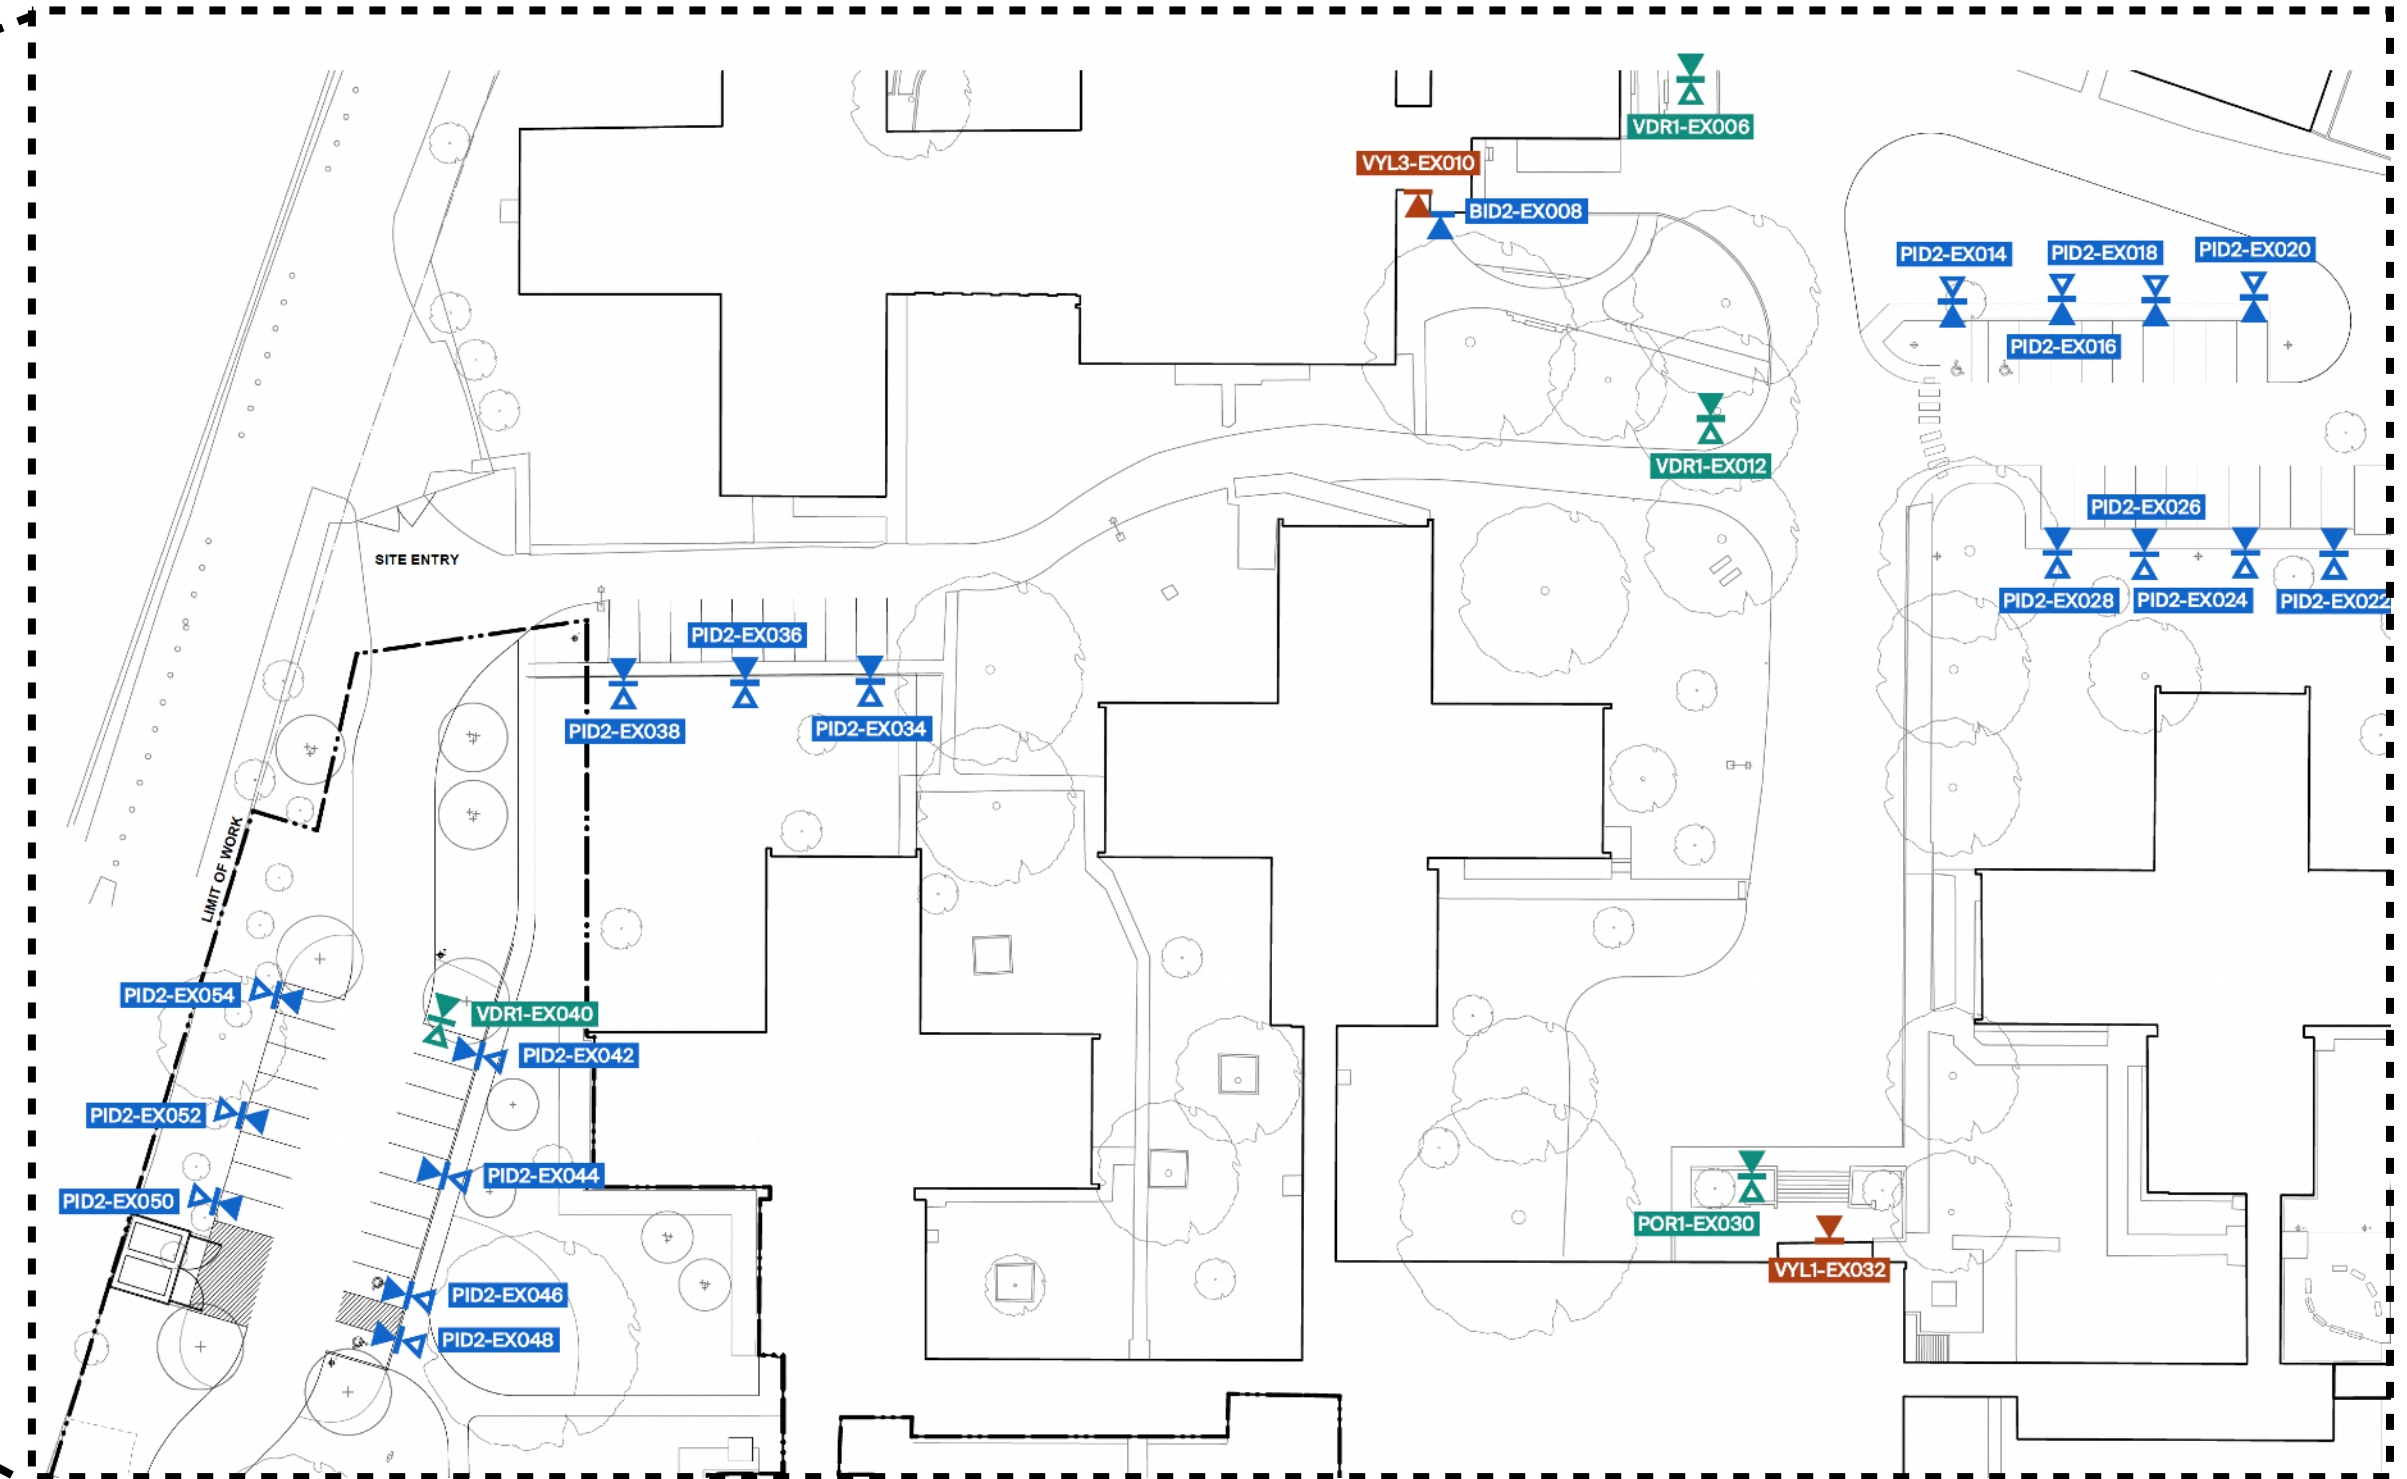 VDR1-EX006
VYL3-EX010
BID2-EX008
PID2-EX014
PID2-EX018
PID2-EX020
PID2-EX016
VDR1-EX012
PID2-EX026
SITE ENTRY
PID2-EX028
PID2-EX024
PID2-EX022
PID2-EX036
PID2-EX038
PID2-EX034
LIMIT OF WORK
PID2-EX054
VDR1-EX040
PID2-EX042
PID2-EX052
PID2-EX044
PID2-EX050
POR1-EX030
VYL1-EX032
PID2-EX046
PID2-EX048